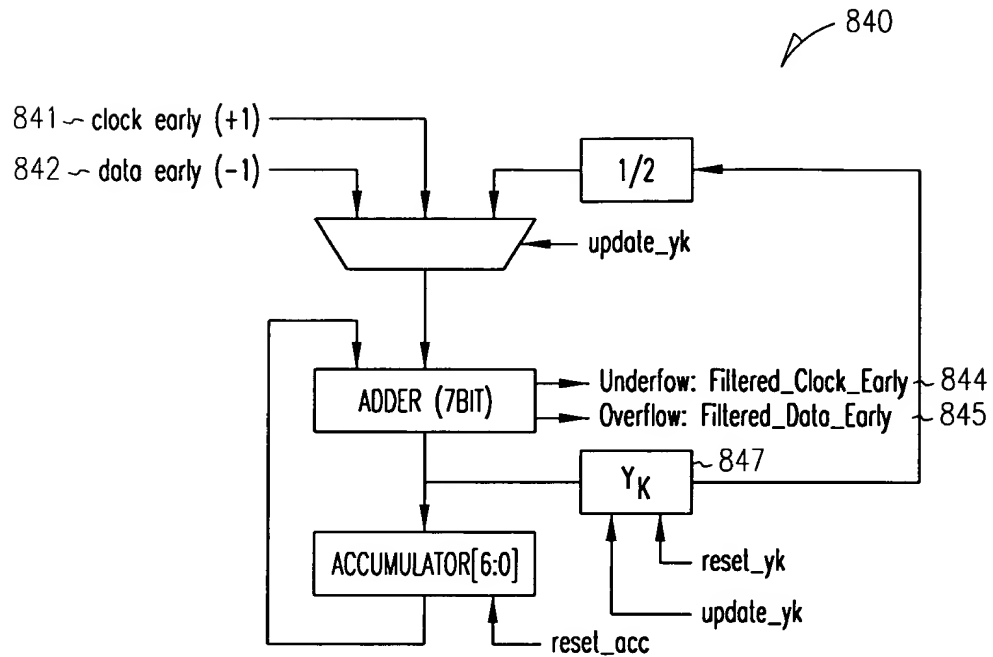 840
841 ~ clock early (+1)
842 ~ data early (-1)
1/2
update_yk
ADDER (7BIT)
Underfow: Filtered_Clock_Early ~ 844
Overflow: Filtered_Data_Early ~ 845
847
YK
ACCUMULATOR[6:0]
reset_yk
update_yk
reset_acc